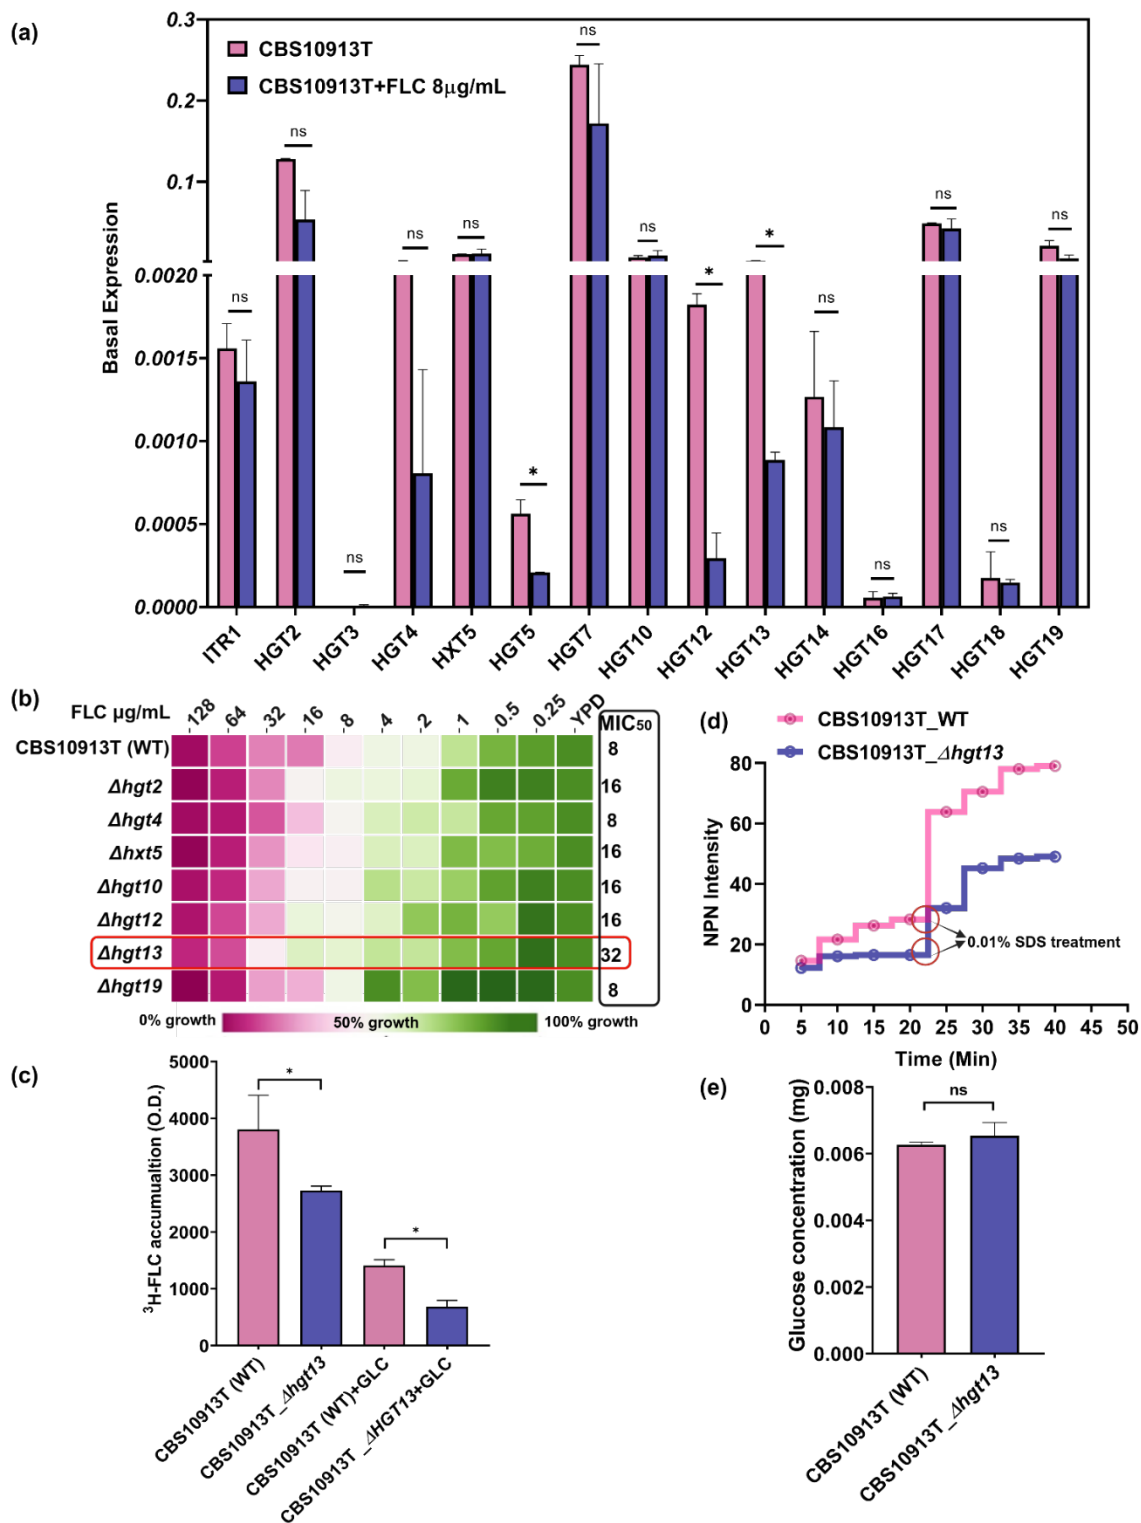 (a)
0.3
0.2
0.1
0.0020
0.0015
0.0010
0.0005
0.0000
Basal Expression
CBS10913T
CBS10913T+FLC 8µg/mL
ns
ns
ns
ns
ns
*
ns
ns
*
*
ns
ns
ns
ns
ns
ITR1
HGT2
HGT3
HGT4
HXT5
HGT5
HGT7
HGT10
HGT12
HGT13
HGT14
HGT16
HGT17
HGT18
HGT19
(b)
FLC µg/mL
128
64
32
16
8
4
2
1
0.5
0.25
YPD
MIC50
CBS10913T (WT) 8
Δhgt2 16
Δhgt4 8
Δhxt5 16
Δhgt10 16
Δhgt12 16
Δhgt13 32
Δhgt19 8
0% growth 50% growth 100% growth
(c)
5000
4000
3000
2000
1000
0
³H-FLC accumualtion (O.D.)
*
*
CBS10913T (WT)
CBS10913T_Δhgt13
CBS10913T (WT)+GLC
CBS10913T_ΔHGT13+GLC
(d)
CBS10913T_WT
CBS10913T_Δhgt13
80
60
40
20
0
NPN Intensity
0.01% SDS treatment
0 5 10 15 20 25 30 35 40 45 50
Time (Min)
(e)
0.008
0.006
0.004
0.002
0.000
Glucose concentration (mg)
ns
CBS10913T (WT)
CBS10913T_Δhgt13